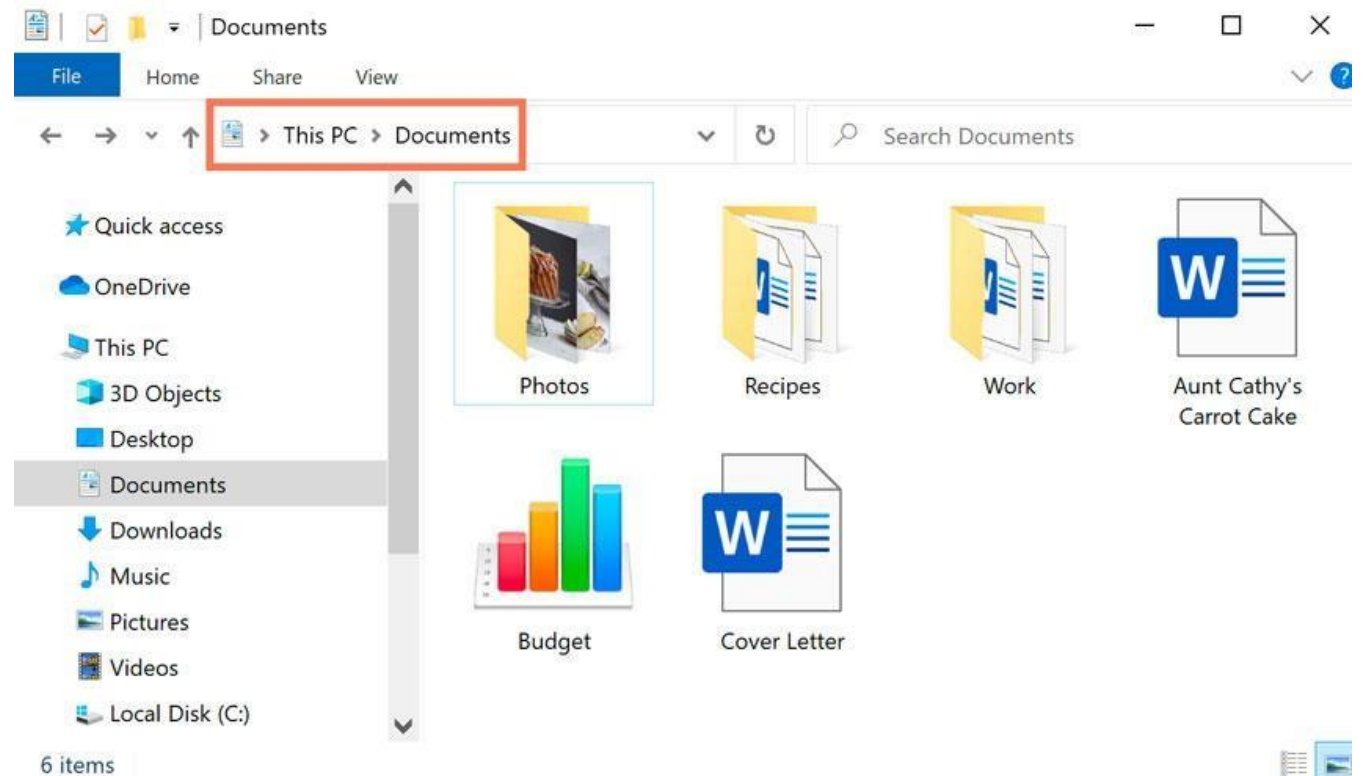 Documents
File Home Share View
?
> This PC > Documents
Search Documents
Quick access
OneDrive
This PC
3D Objects
Desktop
Documents
Downloads
Music
Pictures
Videos
Local Disk (C:)
Photos
Recipes
Work
W
Aunt Cathy's
Carrot Cake
Budget
W
Cover Letter
6 items